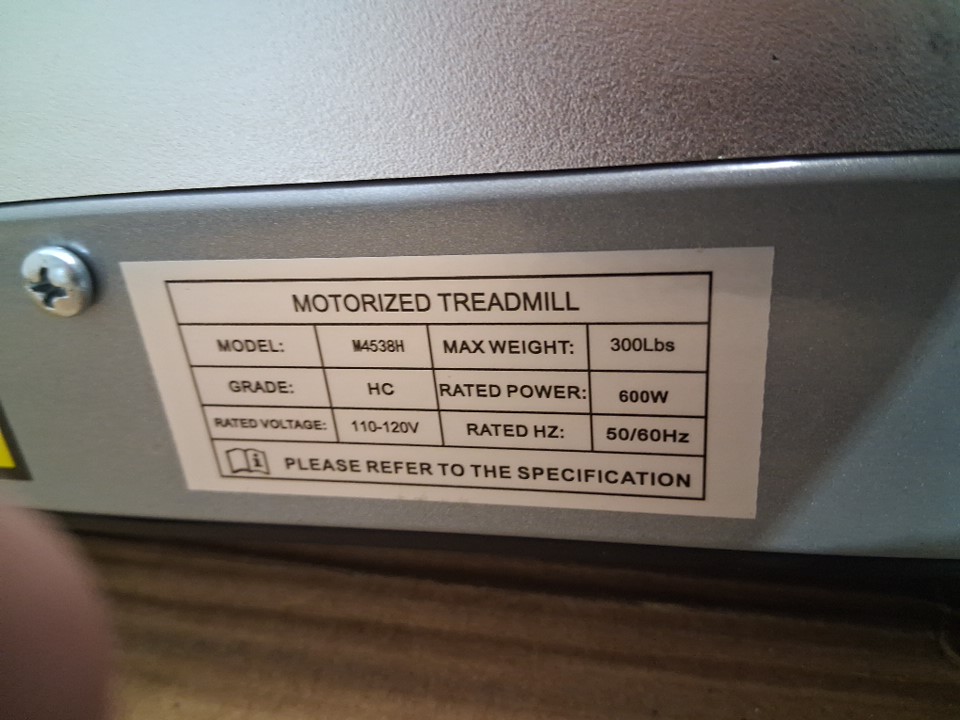 MOTORIZED TREADMILL
MODEL: M4538H MAX WEIGHT: 300Lbs
GRADE: HC RATED POWER: 600W
RATED VOLTAGE: 110-120V RATED HZ: 50/60Hz
PLEASE REFER TO THE SPECIFICATION